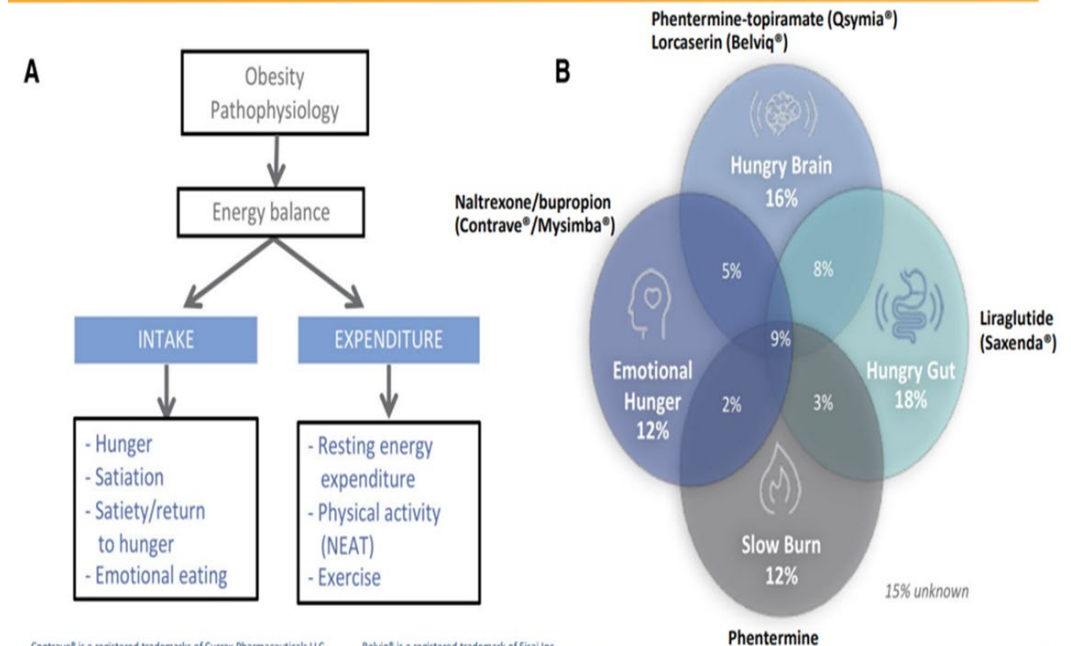 A
Obesity
Pathophysiology
Energy balance
INTAKE
EXPENDITURE
- Hunger
- Satiation
- Satiety/return
to hunger
- Emotional eating
- Resting energy
expenditure
- Physical activity
(NEAT)
- Exercise
B
Phentermine-topiramate (Qsymia®)
Lorcaserin (Belviq®)
Hungry Brain
16%
Naltrexone/bupropion
(Contrave®/Mysimba®)
5%
8%
Liraglutide
(Saxenda®)
9%
Emotional
Hunger
12%
Hungry Gut
18%
2%
3%
Slow Burn
12%
15% unknown
Phentermine